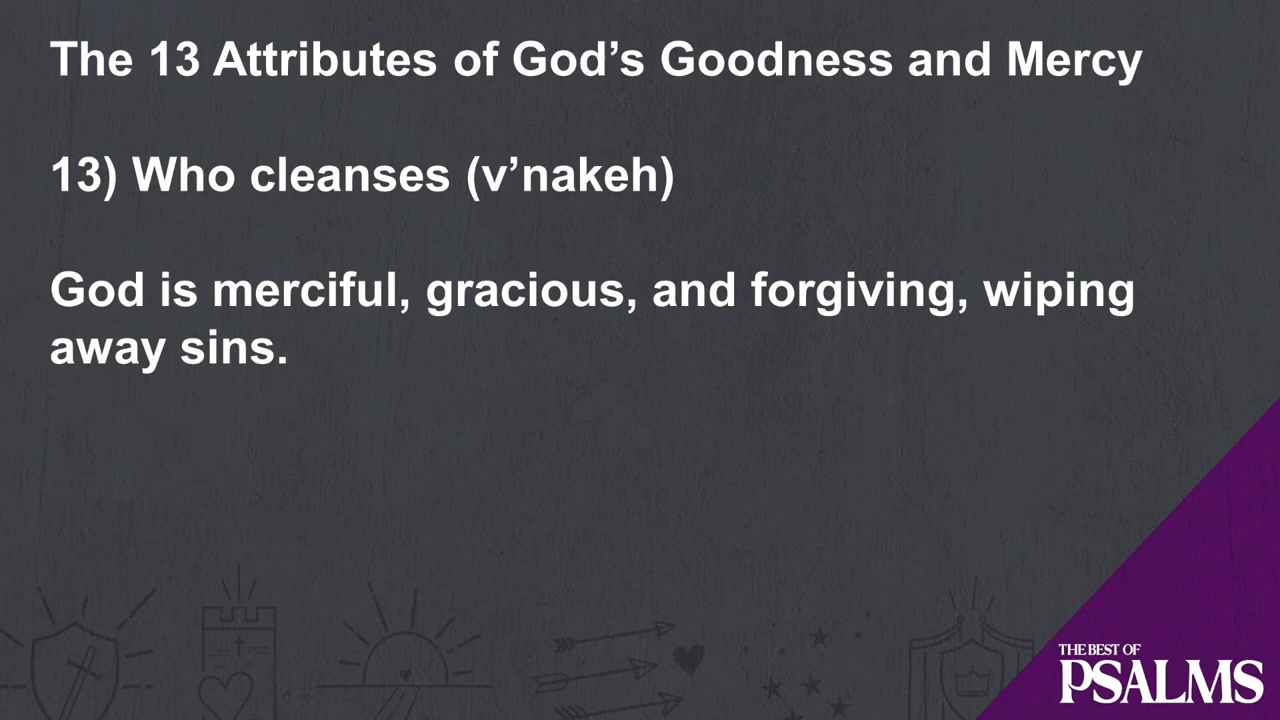 The 13 Attributes of God’s Goodness and Mercy
13) Who cleanses (v’nakeh)
God is merciful, gracious, and forgiving, wiping
away sins.
THE BEST OF
PSALMS